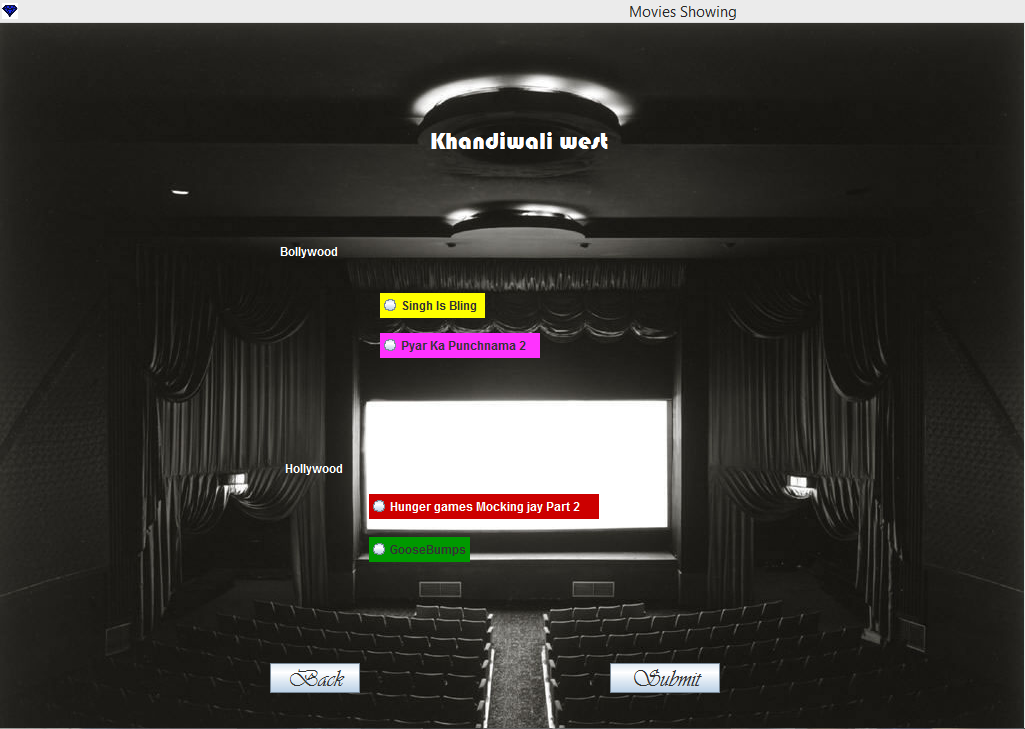 Movies Showing
Khandiwali west
Bollywood
Singh Is Bling
Pyar Ka Punchnama 2
Hollywood
Hunger games Mocking jay Part 2
GooseBumps
Back
Submit